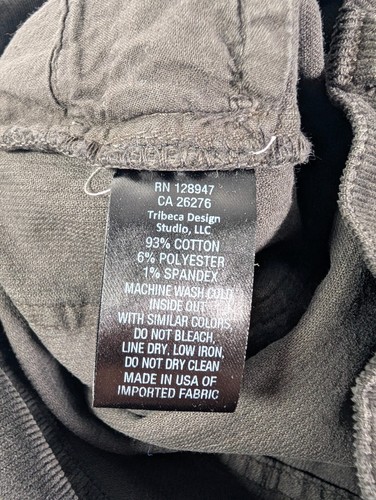 RN 128947
CA 26276
Tribeca Design
Studio, LLC
93% COTTON
6% POLYESTER
1% SPANDEX
MACHINE WASH COLD
INSIDE OUT
WITH SIMILAR COLORS
DO NOT BLEACH,
LINE DRY, LOW IRON,
DO NOT DRY CLEAN
MADE IN USA OF
IMPORTED FABRIC